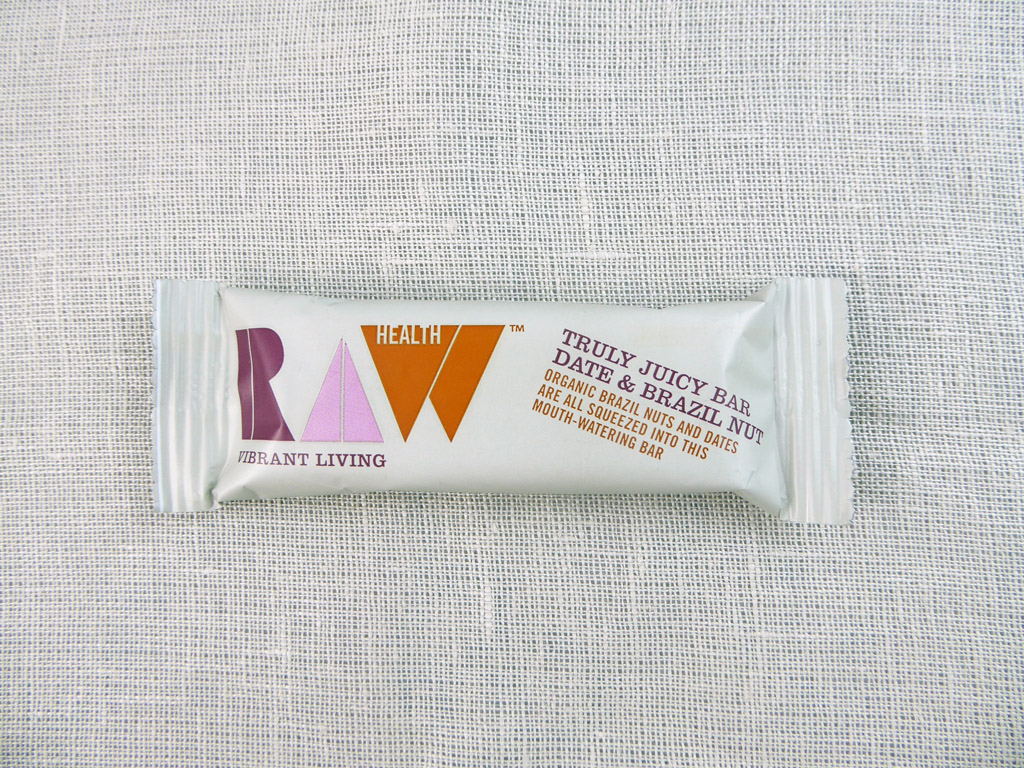 RAW
HEALTH
TM
VIBRANT LIVING
TRULY JUICY BAR
DATE & BRAZIL NUT
ORGANIC BRAZIL NUTS AND DATES
ARE ALL SQUEEZED INTO THIS
MOUTH-WATERING BAR